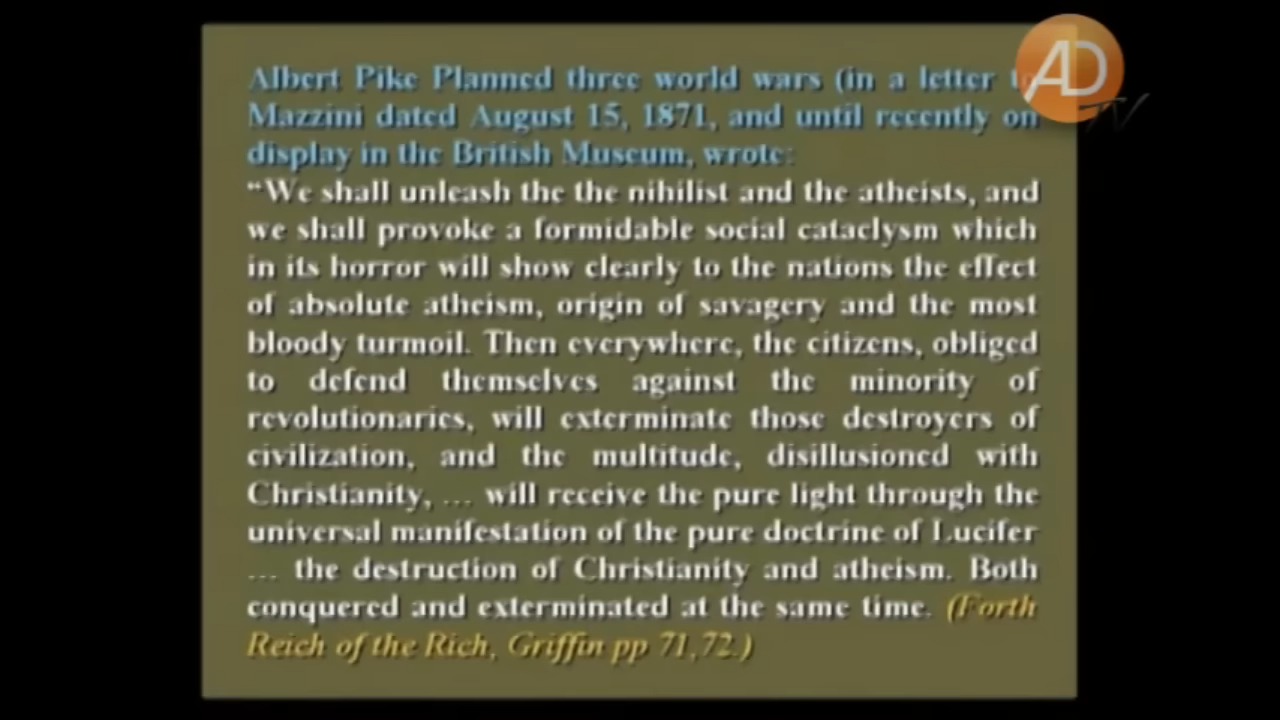 Albert Pike Planned three world wars (in a letter to
Mazzini dated August 15, 1871, and until recently on
display in the British Museum, wrote:
“We shall unleash the the nihilist and the atheists, and
we shall provoke a formidable social cataclysm which
in its horror will show clearly to the nations the effect
of absolute atheism, origin of savagery and the most
bloody turmoil. Then everywhere, the citizens, obliged
to defend themselves against the minority of
revolutionaries, will exterminate those destroyers of
civilization, and the multitude, disillusioned with
Christianity, ... will receive the pure light through the
universal manifestation of the pure doctrine of Lucifer
... the destruction of Christianity and atheism. Both
conquered and exterminated at the same time. (Forth
Reich of the Rich, Griffin pp 71,72.)
AD
TV